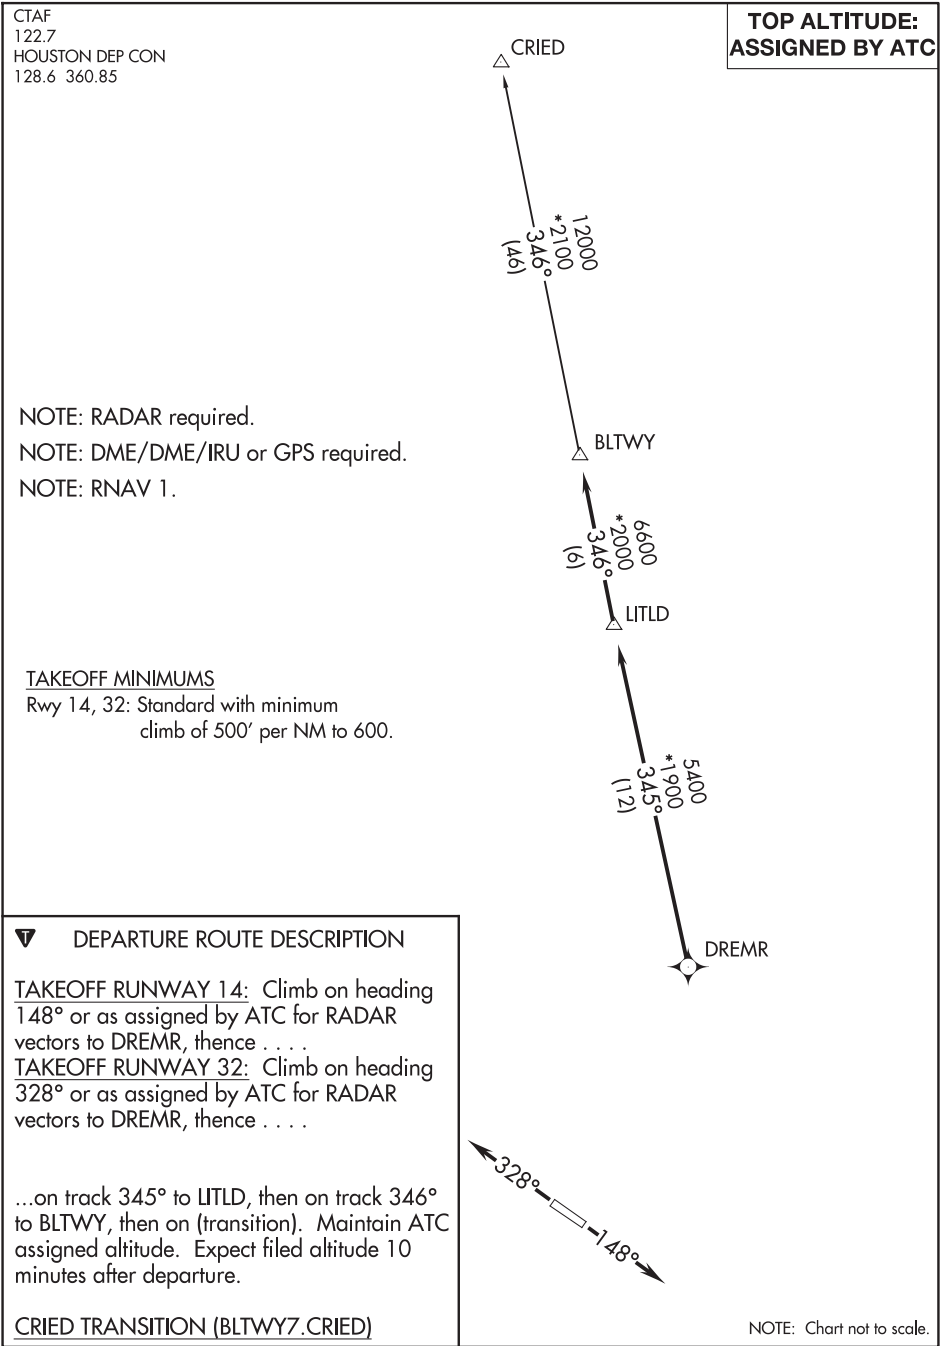 CTAF
122.7
HOUSTON DEP CON
128.6 360.85
TOP ALTITUDE:
ASSIGNED BY ATC
CRIED
12000
*2100
346°
(46)
NOTE: RADAR required.
NOTE: DME/DME/IRU or GPS required.
NOTE: RNAV 1.
BLTWY
6600
*2000
346°
(6)
LITLD
TAKEOFF MINIMUMS
Rwy 14, 32: Standard with minimum
climb of 500' per NM to 600.
5400
*1900
345°
(12)
DREMR
T DEPARTURE ROUTE DESCRIPTION
TAKEOFF RUNWAY 14: Climb on heading
148° or as assigned by ATC for RADAR
vectors to DREMR, thence . . . .
TAKEOFF RUNWAY 32: Climb on heading
328° or as assigned by ATC for RADAR
vectors to DREMR, thence . . . .
...on track 345° to LITLD, then on track 346°
to BLTWY, then on (transition). Maintain ATC
assigned altitude. Expect filed altitude 10
minutes after departure.
CRIED TRANSITION (BLTWY7.CRIED)
328°
148°
NOTE: Chart not to scale.